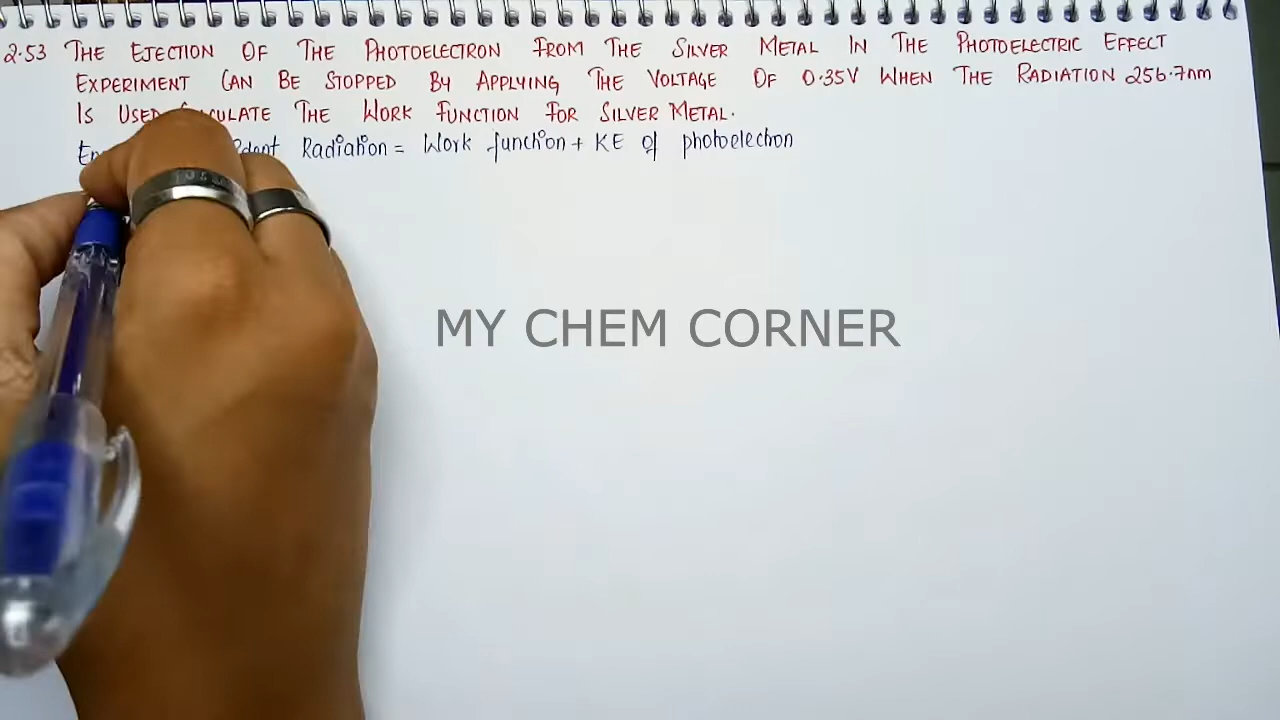 2.53 THE EJECTION OF THE PHOTOELECTRON FROM THE SILVER METAL IN THE PHOTOELECTRIC EFFECT
EXPERIMENT CAN BE STOPPED BY APPLYING THE VOLTAGE OF 0.35V WHEN THE RADIATION 256.7nm
IS USED THE WORK FUNCTION FOR SILVER METAL.
Radiation = Work function + KE of photoelectron
MY CHEM CORNER